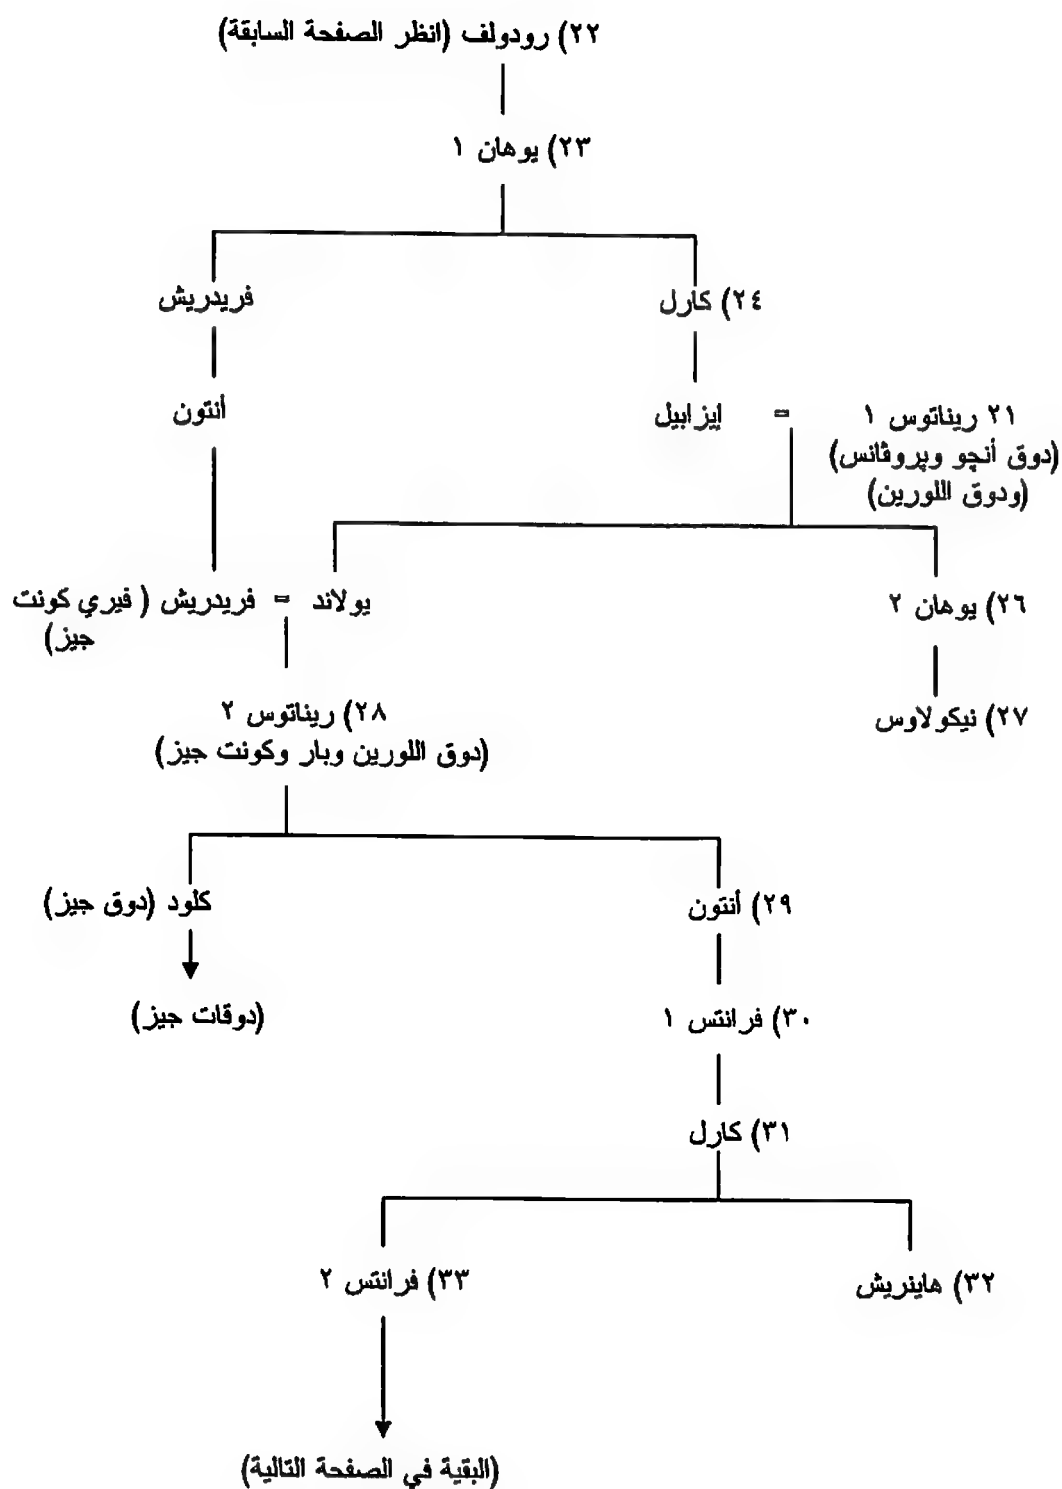 ٢٢) رودولف (انظر الصفحة السابقة)
٢٣) يوهان ١
٢٤) كارل
فريدريش
٢١ ريناتوس ١
(دوق أنچو وپروڤانس)
(ودوق اللورين)
=
إيزابيل
أنتون
٢٦) يوهان ٢
يولاند = فريدريش ( فيري كونت
جيز)
٢٧) نيكولاوس
٢٨) ريناتوس ٢
(دوق اللورين وبار وكونت جيز)
٢٩) أنتون
كلود (دوق جيز)
٣٠) فرانتس ١
(دوقات جيز)
٣١) كارل
٣٢) هاينريش
٣٣) فرانتس ٢
(البقية في الصفحة التالية)